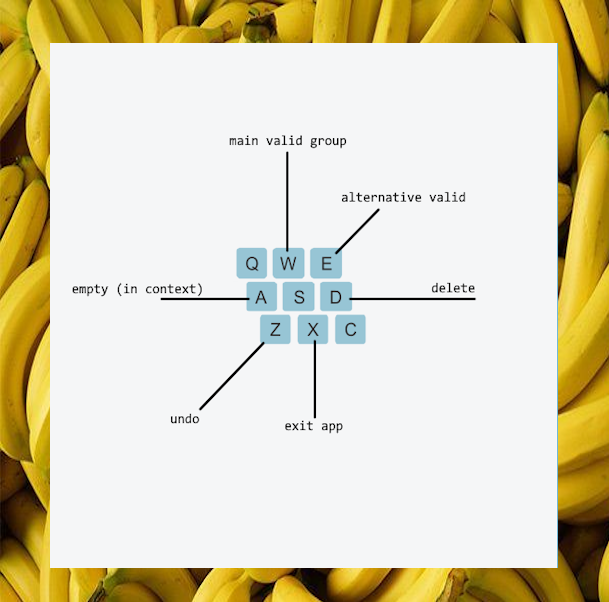 main valid group
alternative valid
Q W E
empty (in context)
A S D
delete
Z X C
undo
exit app